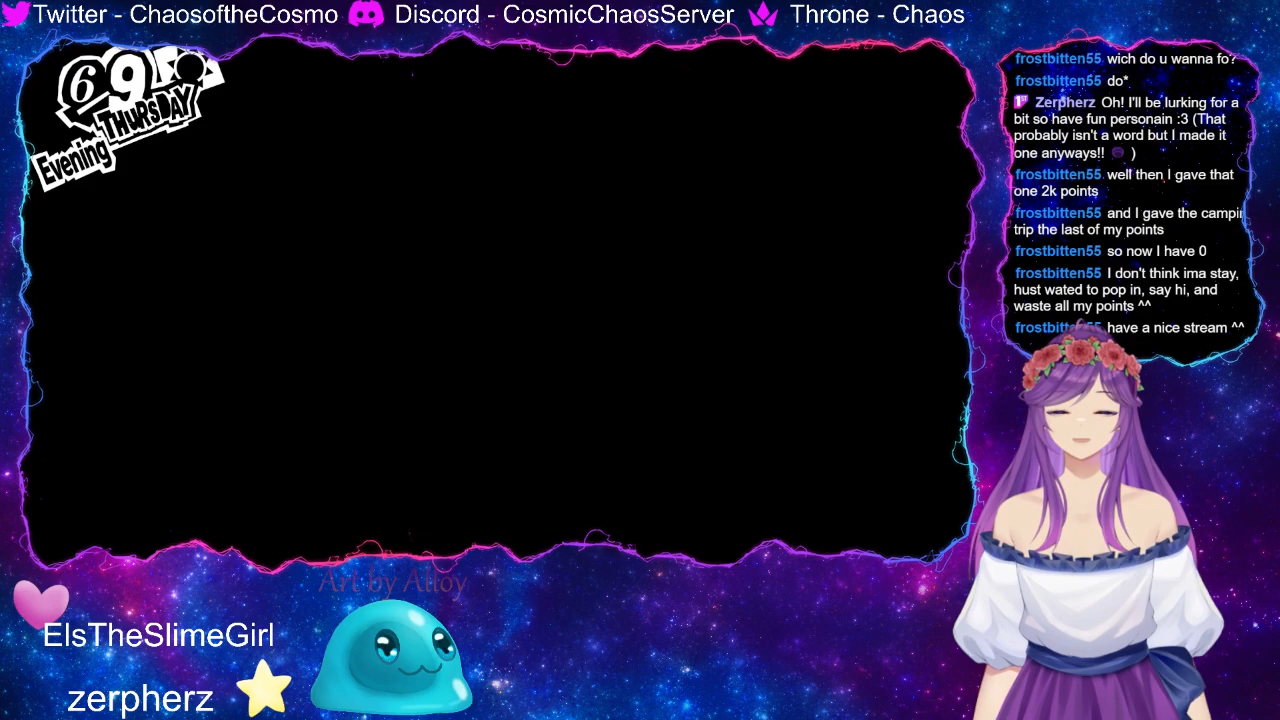 Twitter - ChaosoftheCosmo Discord - CosmicChaosServer Throne - Chaos
6/9
THURSDAY
Evening
frostbitten55 wich do u wanna fo?
frostbitten55 do*
1ST Zerpherz Oh! I'll be lurking for a
bit so have fun personain :3 (That
probably isn't a word but I made it
one anyways!! )
frostbitten55 well then I gave that
one 2k points
frostbitten55 and I gave the campin
trip the last of my points
frostbitten55 so now I have 0
frostbitten55 I don't think ima stay,
hust wated to pop in, say hi, and
waste all my points ^^
frostbitten55 have a nice stream ^^
Art by Alloy
ElsTheSlimeGirl
zerpherz